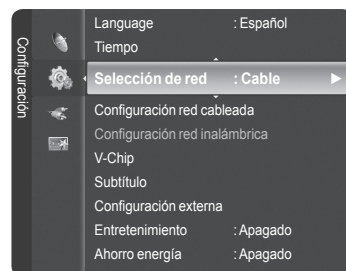 Configuración
Language : Español
Tiempo
Selección de red : Cable
Configuración red cableada
Configuración red inalámbrica
V-Chip
Subtítulo
Configuración externa
Entretenimiento : Apagado
Ahorro energía : Apagado